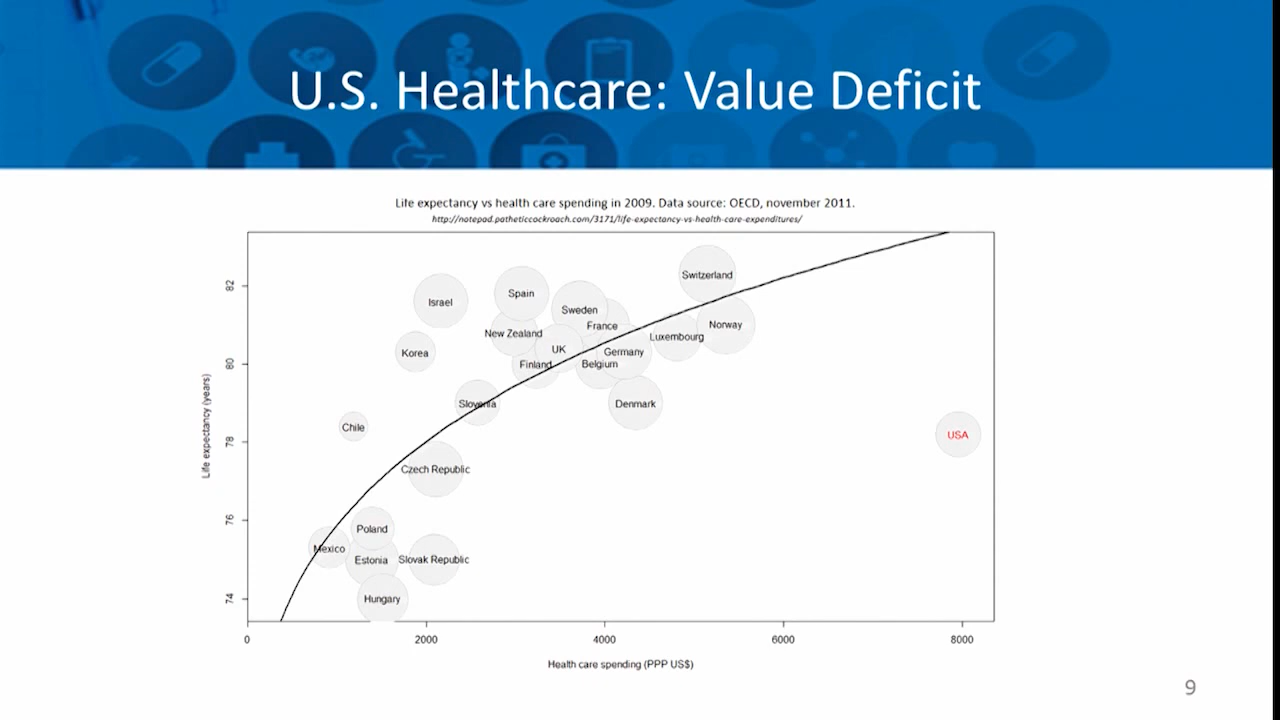 U.S. Healthcare: Value Deficit
Life expectancy vs health care spending in 2009. Data source: OECD, november 2011.
http://notepad.patheticcockroach.com/3171/life-expectancy-vs-health-care-expenditures/
Life expectancy (years)
82
80
78
76
74
Switzerland
Spain
Israel
Sweden
France
Norway
New Zealand
Luxembourg
UK
Korea
Germany
Finland
Belgium
Slovenia
Denmark
Chile
USA
Czech Republic
Poland
Mexico
Estonia
Slovak Republic
Hungary
0
2000
4000
6000
8000
Health care spending (PPP US$)
9